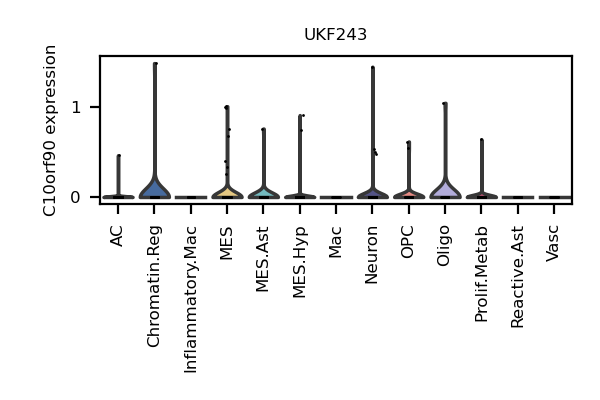 UKF243
C10orf90 expression
1
0
AC
Chromatin.Reg
Inflammatory.Mac
MES
MES.Ast
MES.Hyp
Mac
Neuron
OPC
Oligo
Prolif.Metab
Reactive.Ast
Vasc